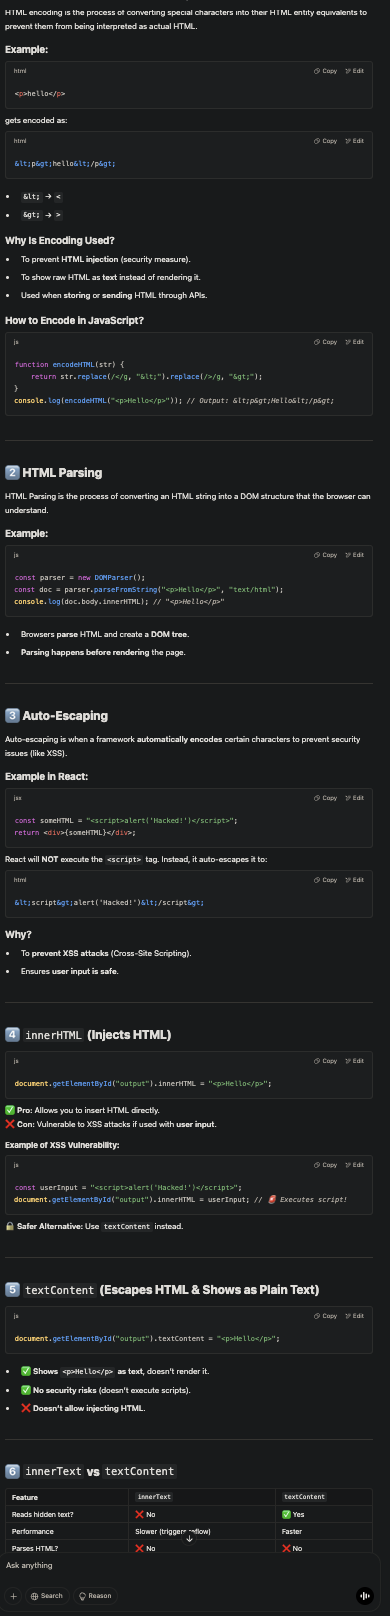 HTML encoding is the process of converting special characters into their HTML entity equivalents to
prevent them from being interpreted as actual HTML.
Example:
html
Copy
Edit
<p>hello</p>
gets encoded as:
html
Copy
Edit
&lt;p&gt;hello&lt;/p&gt;
• &lt; → <
• &gt; → >
Why Is Encoding Used?
• To prevent HTML injection (security measure).
• To show raw HTML as text instead of rendering it.
• Used when storing or sending HTML through APIs.
How to Encode in JavaScript?
js
Copy
Edit
function encodeHTML(str) {
return str.replace(/</g, "&lt;").replace(/>/g, "&gt;");
}
console.log(encodeHTML("<p>Hello</p>")); // Output: &lt;p&gt;Hello&lt;/p&gt;
2 HTML Parsing
HTML Parsing is the process of converting an HTML string into a DOM structure that the browser can
understand.
Example:
js
Copy
Edit
const parser = new DOMParser();
const doc = parser.parseFromString("<p>Hello</p>", "text/html");
console.log(doc.body.innerHTML); // "<p>Hello</p>"
• Browsers parse HTML and create a DOM tree.
• Parsing happens before rendering the page.
3 Auto-Escaping
Auto-escaping is when a framework automatically encodes certain characters to prevent security
issues (like XSS).
Example in React:
jsx
Copy
Edit
const someHTML = "<script>alert('Hacked!')</script>";
return <div>{someHTML}</div>;
React will NOT execute the <script> tag. Instead, it auto-escapes it to:
html
Copy
Edit
&lt;script&gt;alert('Hacked!')&lt;/script&gt;
Why?
• To prevent XSS attacks (Cross-Site Scripting).
• Ensures user input is safe.
4 innerHTML (Injects HTML)
js
Copy
Edit
document.getElementById("output").innerHTML = "<p>Hello</p>";
✅ Pro: Allows you to insert HTML directly.
❌ Con: Vulnerable to XSS attacks if used with user input.
Example of XSS Vulnerability:
js
Copy
Edit
const userInput = "<script>alert('Hacked!')</script>";
document.getElementById("output").innerHTML = userInput; // 🚨 Executes script!
🔒 Safer Alternative: Use textContent instead.
5 textContent (Escapes HTML & Shows as Plain Text)
js
Copy
Edit
document.getElementById("output").textContent = "<p>Hello</p>";
• ✅ Shows <p>Hello</p> as text, doesn't render it.
• ✅ No security risks (doesn't execute scripts).
• ❌ Doesn't allow injecting HTML.
6 innerText vs textContent
Feature innerText textContent
Reads hidden text? ❌ No ✅ Yes
Performance Slower (triggers reflow) Faster
Parses HTML? ❌ No ❌ No
Ask anything
Search
Reason